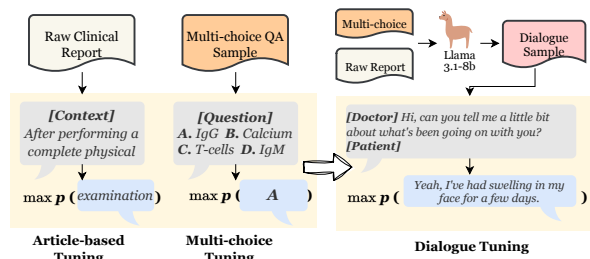 Raw Clinical
Report
[Context]
After performing a
complete physical
max p ( examination )
Article-based
Tuning
Multi-choice QA
Sample
[Question]
A. IgG B. Calcium
C. T-cells D. IgM
max p ( A )
Multi-choice
Tuning
Multi-choice
Raw Report
Llama
3.1-8b
Dialogue
Sample
[Doctor] Hi, can you tell me a little bit
about what's been going on with you?
[Patient]
max p ( Yeah, I've had swelling in my
face for a few days. )
Dialogue Tuning